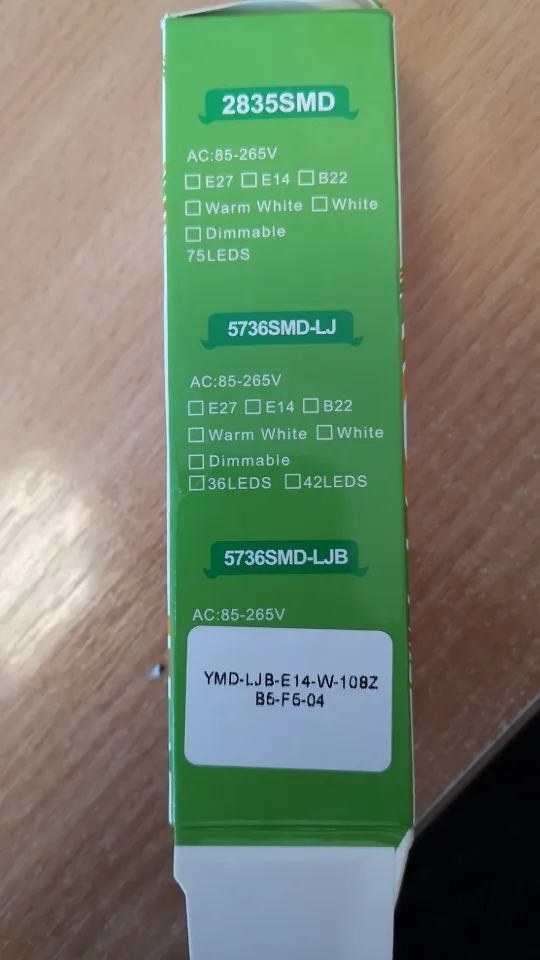 2835SMD
AC:85-265V
E27 E14 B22
Warm White White
Dimmable
75LEDS
5736SMD-LJ
AC:85-265V
E27 E14 B22
Warm White White
Dimmable
36LEDS 42LEDS
5736SMD-LJB
AC:85-265V
YMD-LJB-E14-W-108Z
B5-F5-04